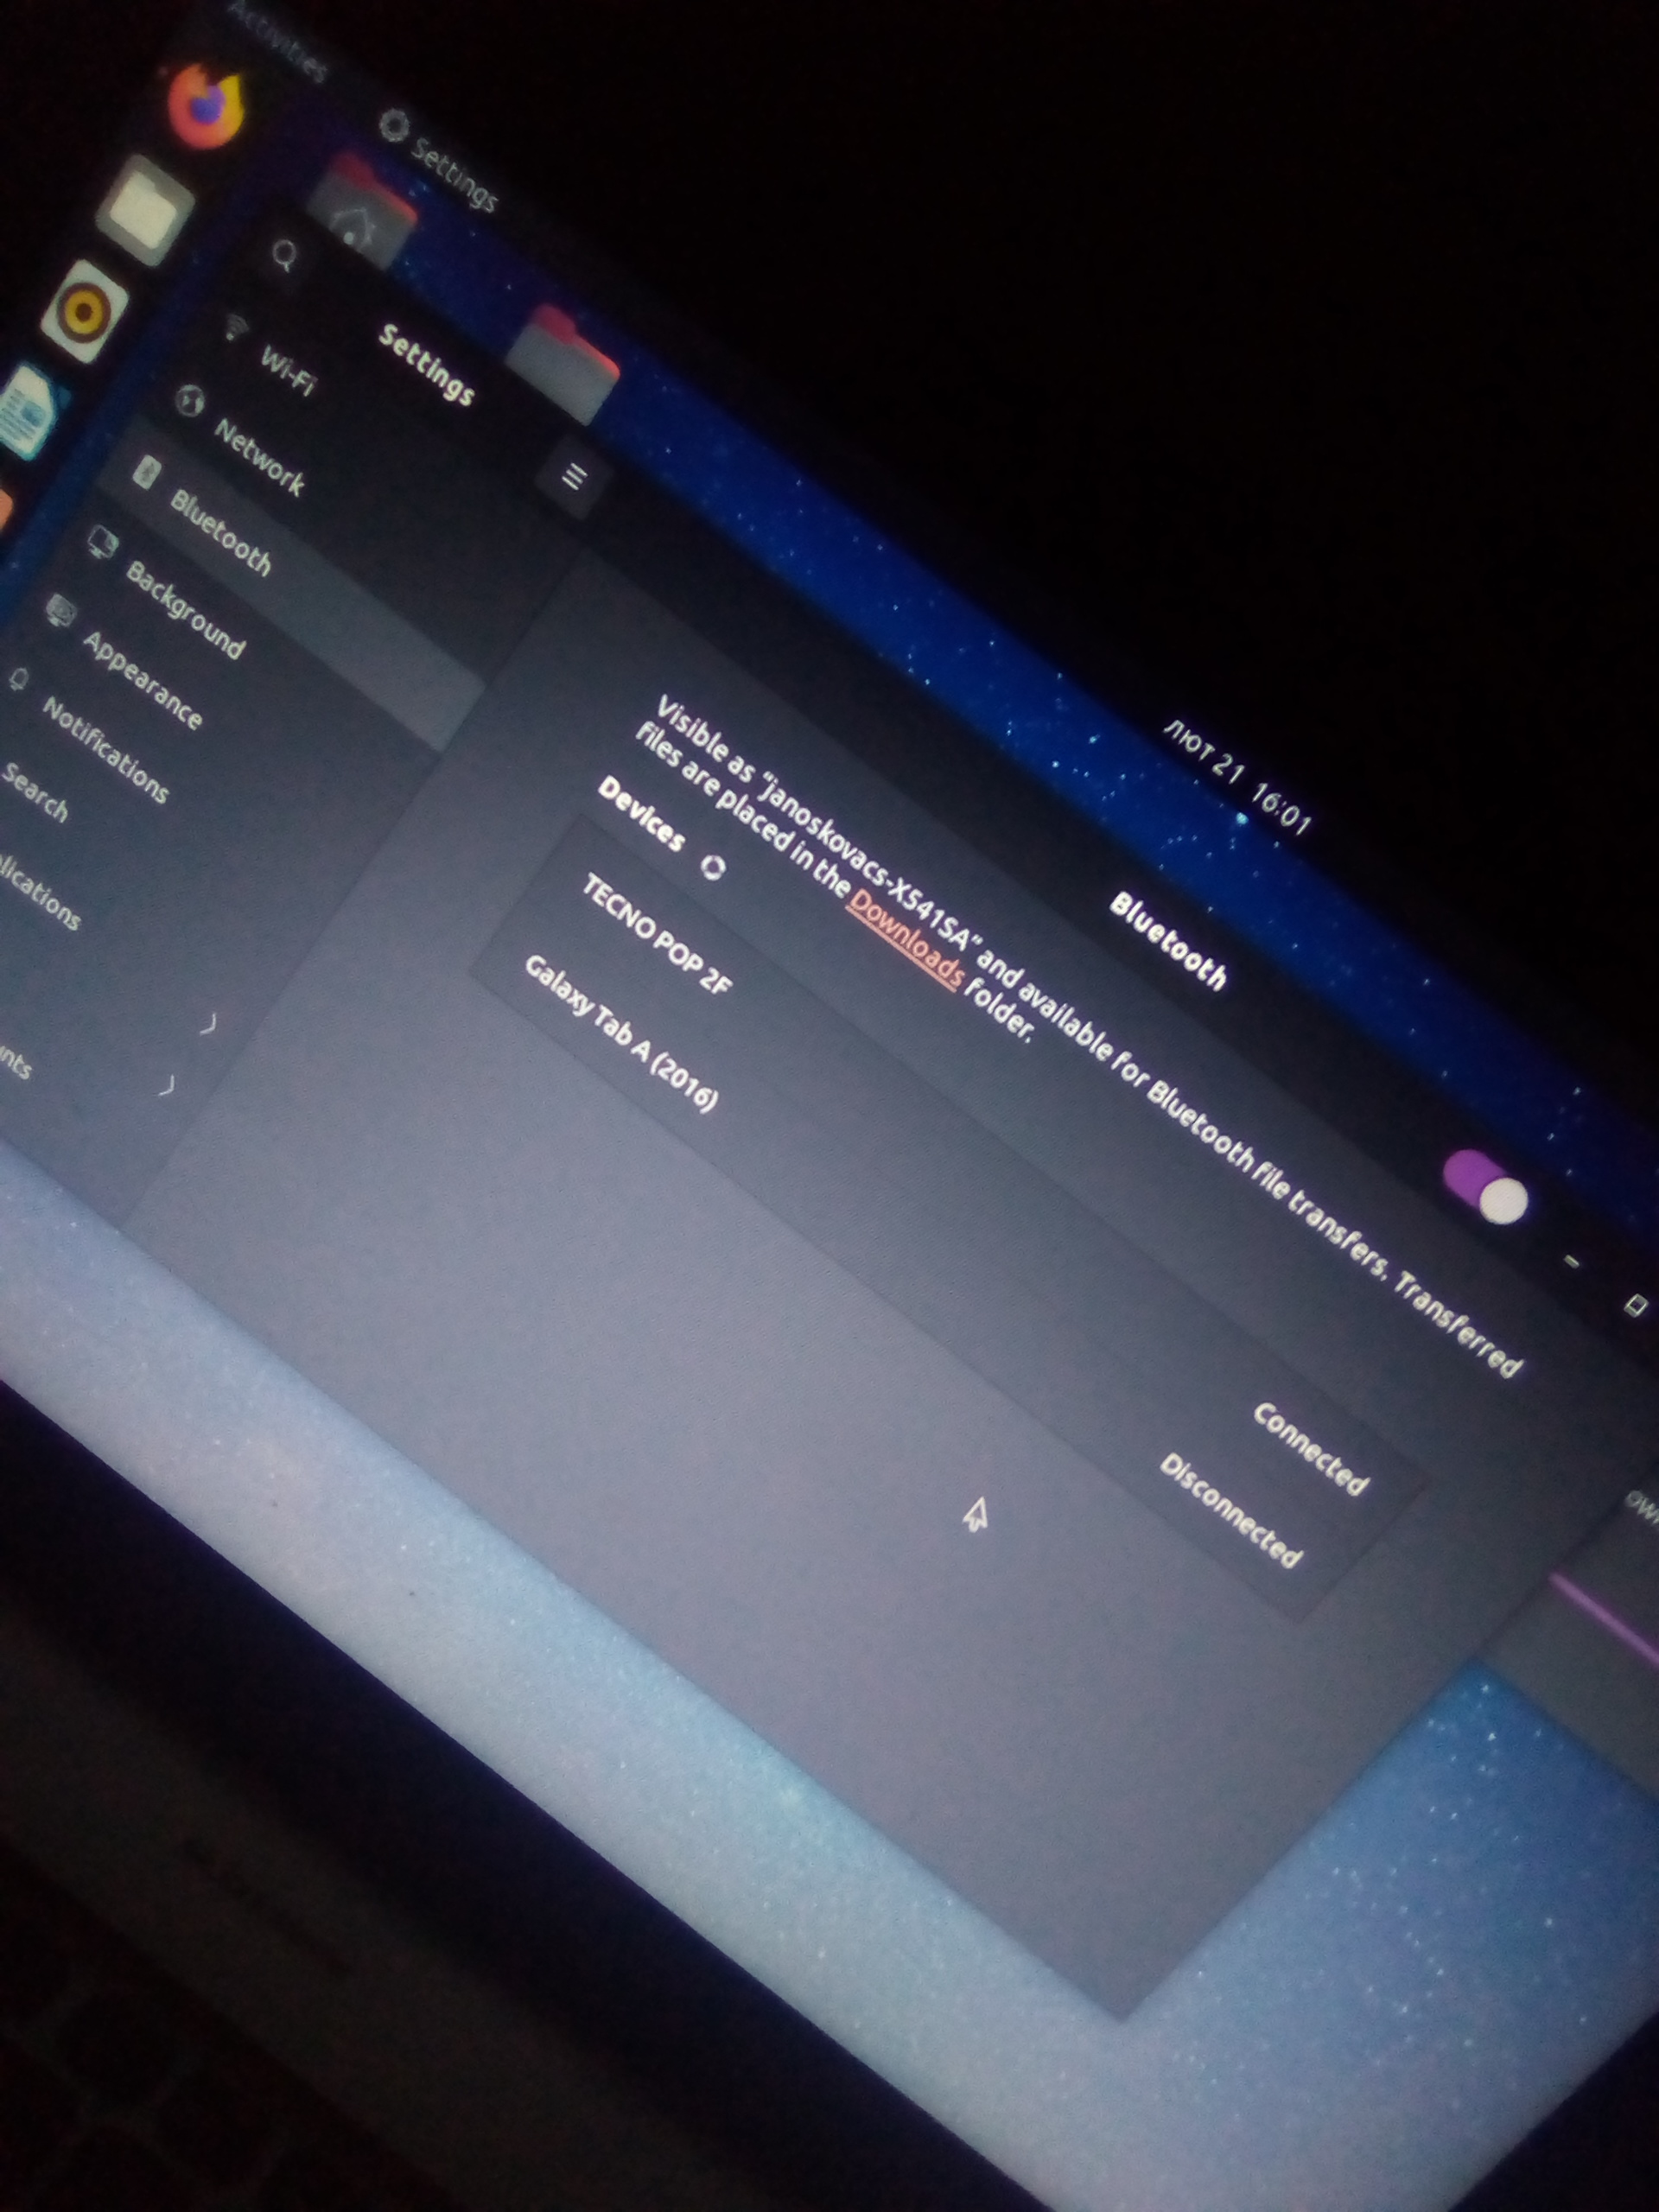 Activities
Settings
лют 21 16:01
Settings
Bluetooth
Wi-Fi
Network
Bluetooth
Background
Appearance
Notifications
Search
Visible as "janoskovacs-X541SA" and available for Bluetooth file transfers. Transferred
files are placed in the Downloads folder.
Devices
TECNO POP 2F Connected
Galaxy Tab A (2016) Disconnected